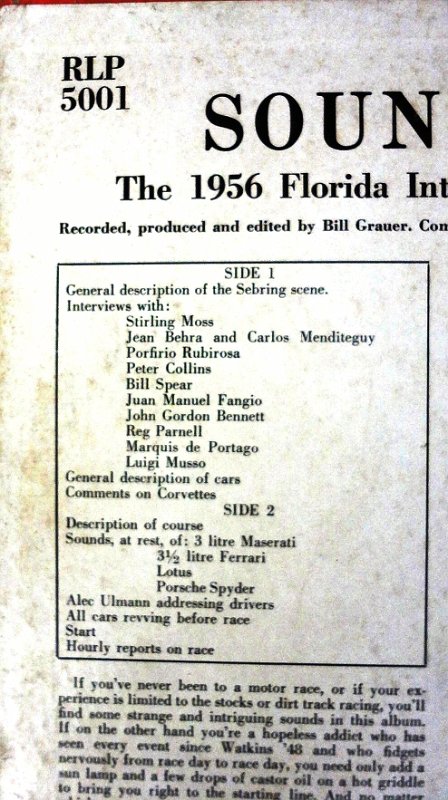 RLP
5001
SOUN
The 1956 Florida Int
Recorded, produced and edited by Bill Grauer. Com
SIDE 1
General description of the Sebring scene.
Interviews with:
Stirling Moss
Jean Behra and Carlos Menditeguy
Porfirio Rubirosa
Peter Collins
Bill Spear
Juan Manuel Fangio
John Gordon Bennett
Reg Parnell
Marquis de Portago
Luigi Musso
General description of cars
Comments on Corvettes
SIDE 2
Description of course
Sounds, at rest, of: 3 litre Maserati
3½ litre Ferrari
Lotus
Porsche Spyder
Alec Ulmann addressing drivers
All cars revving before race
Start
Hourly reports on race
If you've never been to a motor race, or if your ex-
perience is limited to the stocks or dirt track racing, you'll
find some strange and intriguing sounds in this album.
If on the other hand you're a hopeless addict who has
seen every event since Watkins '48 and who fidgets
nervously from race day to race day, you need only add a
sun lamp and a few drops of castor oil on a hot griddle
to bring you right to the starting line. And no matter